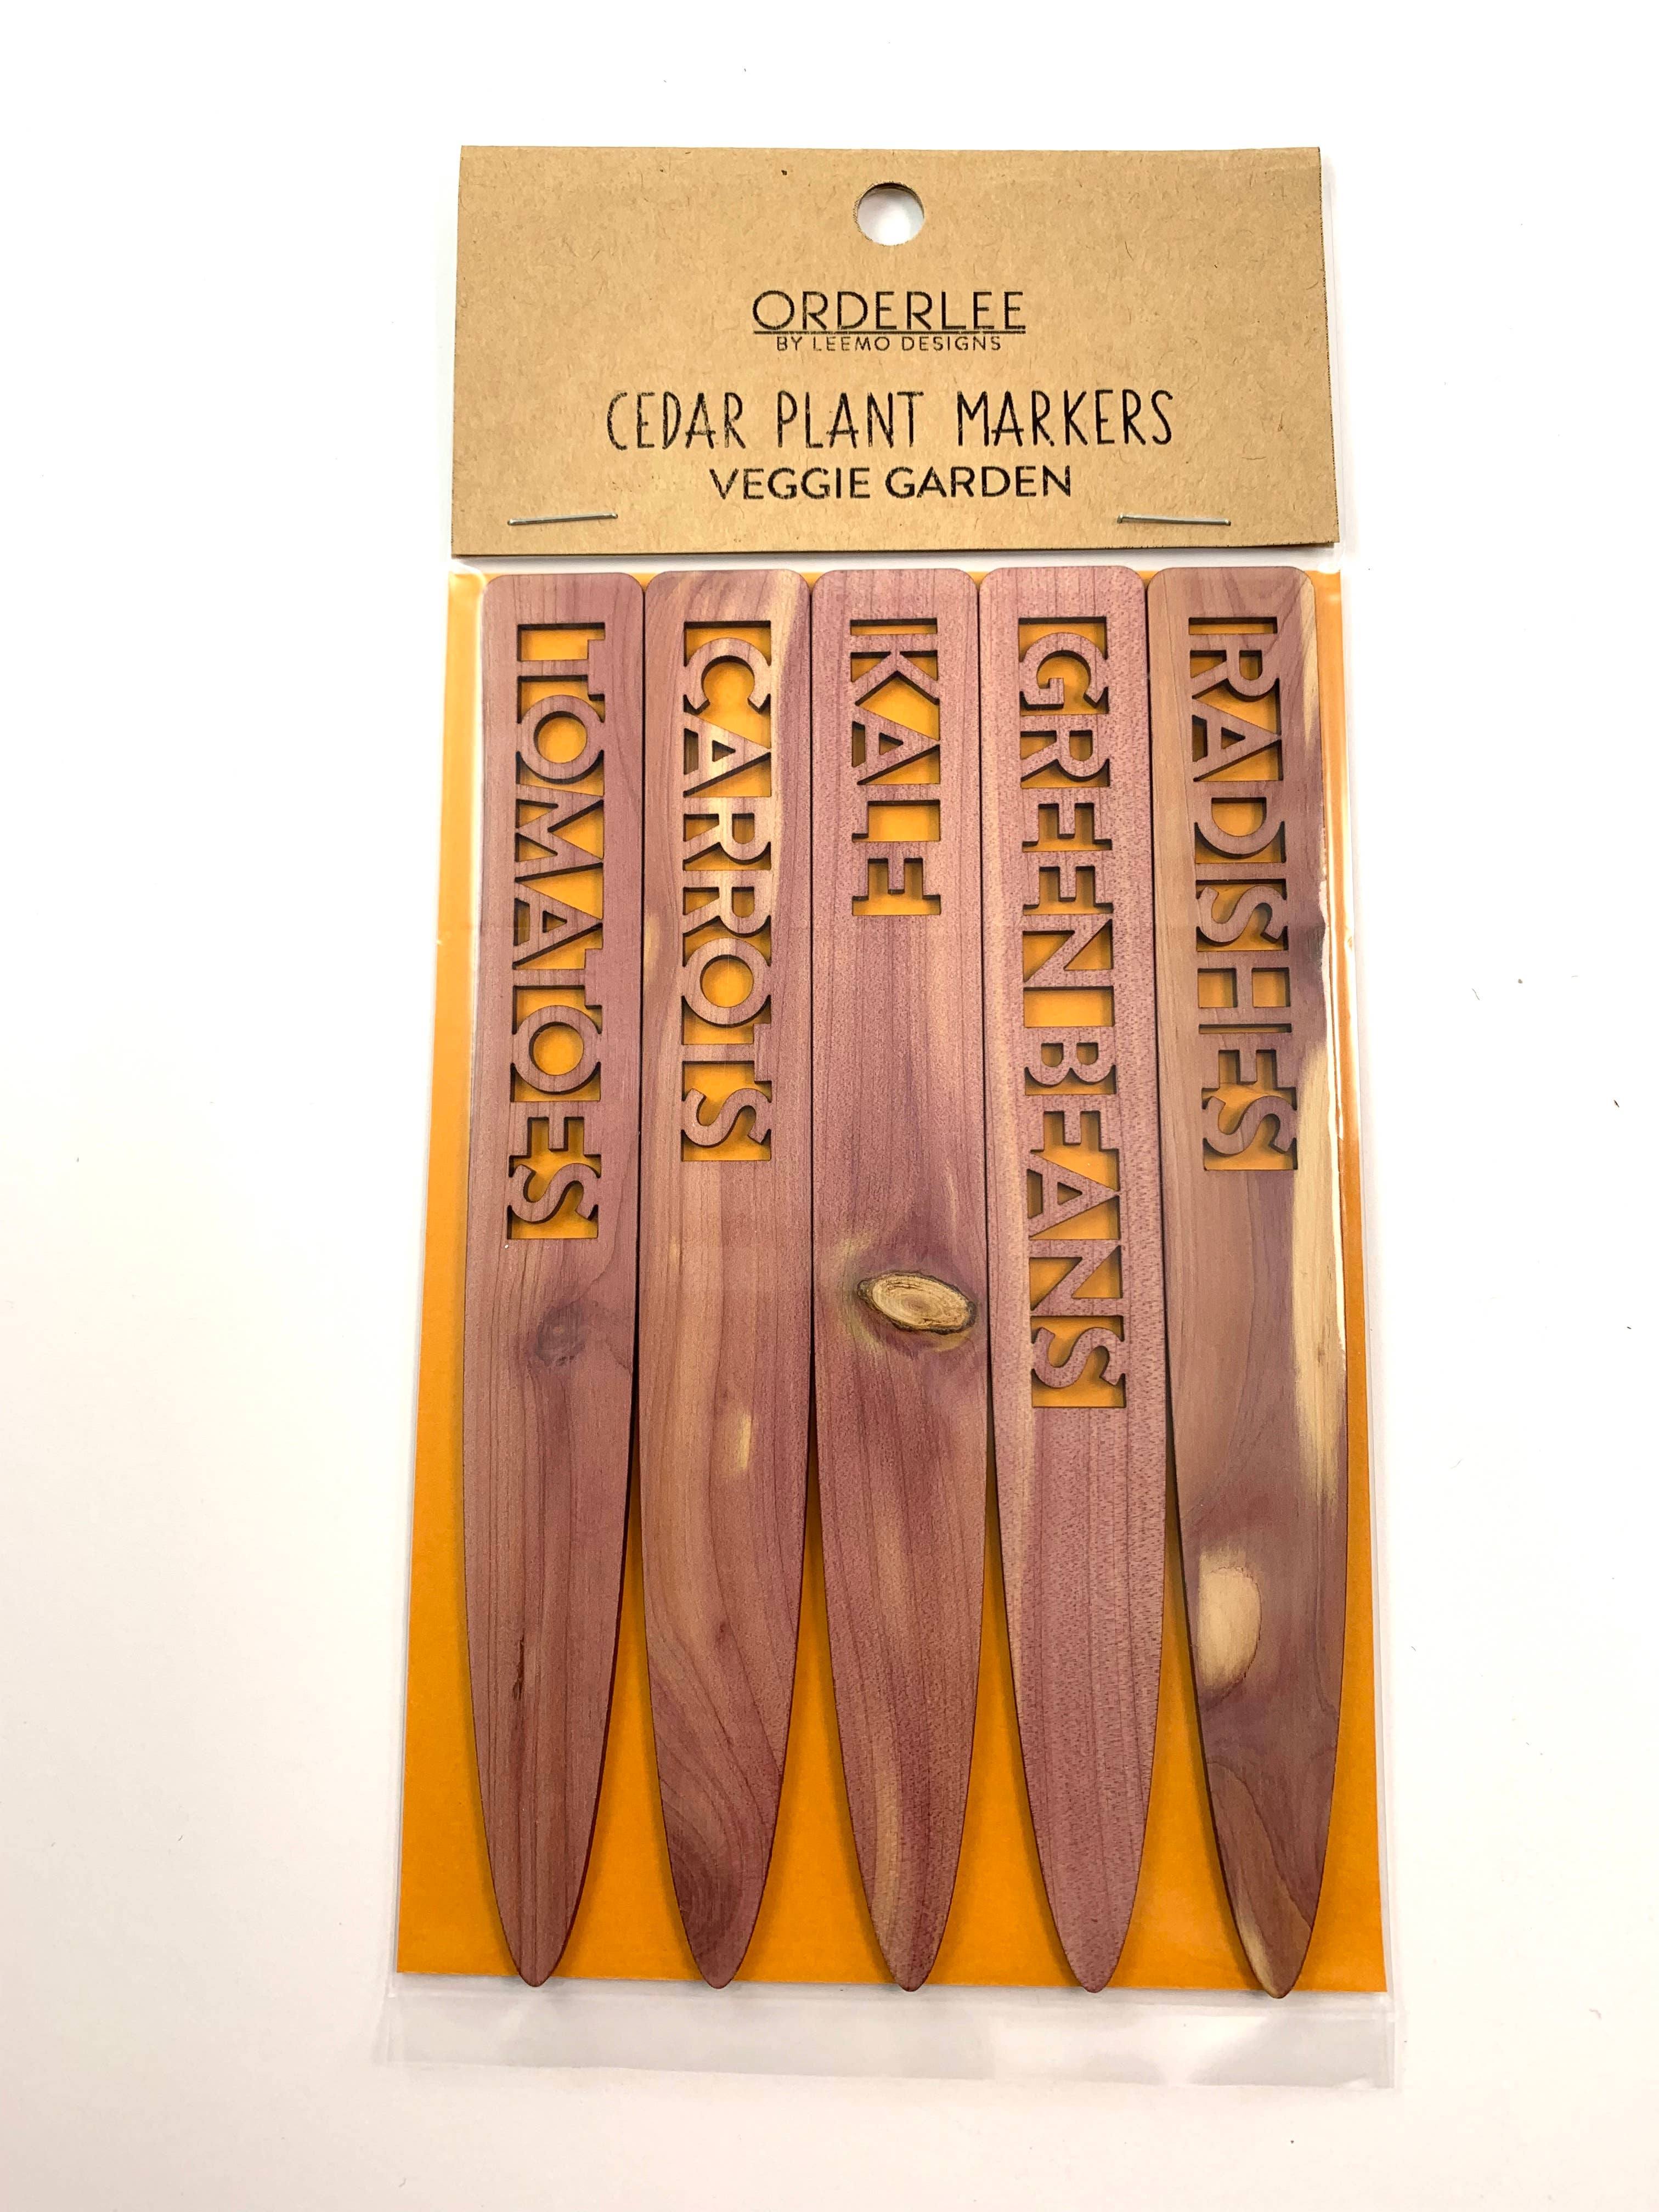 ORDERLEE
BY LEEMO DESIGNS
CEDAR PLANT MARKERS
VEGGIE GARDEN
TOMATOES
CARROTS
KALE
GREEN BEANS
RADISHES